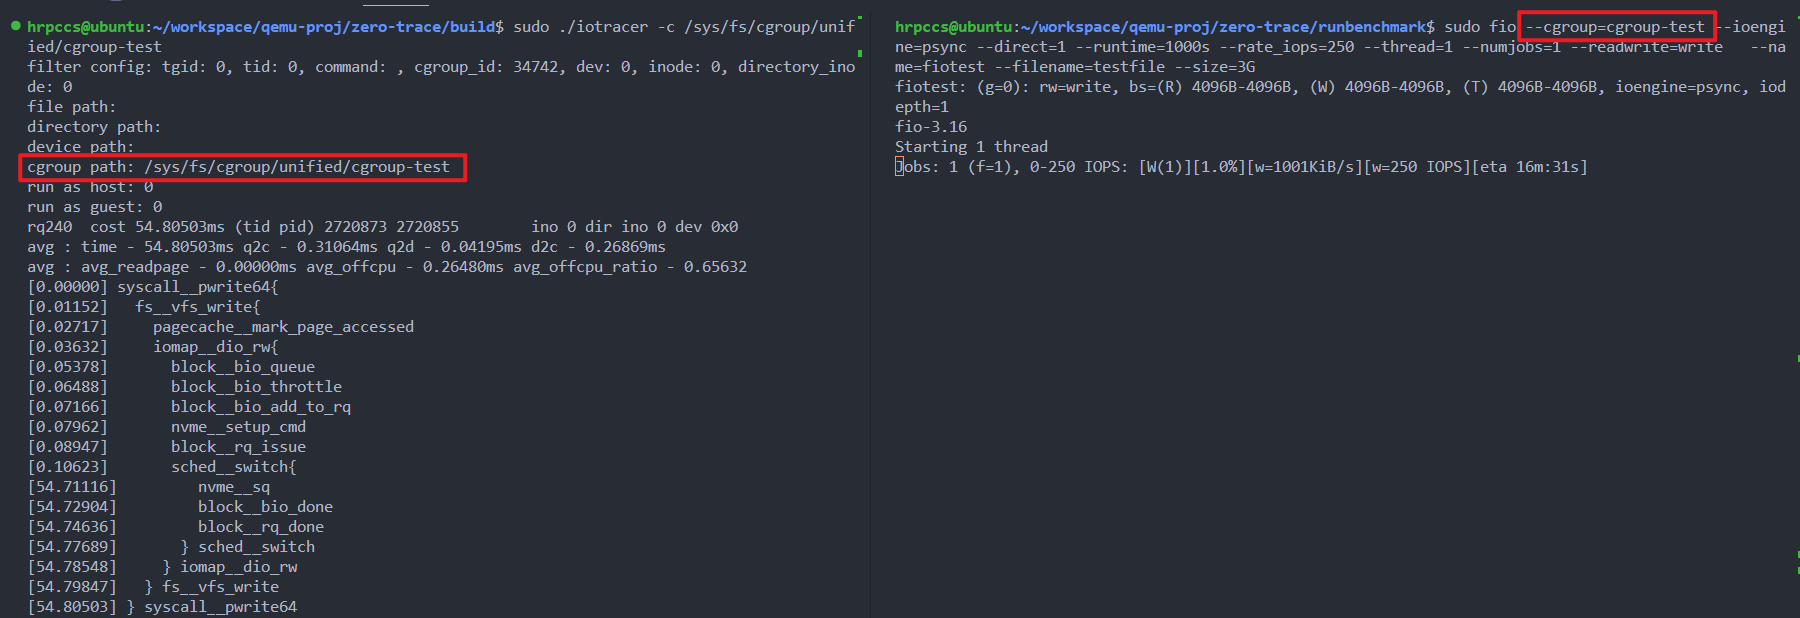 hrpccs@ubuntu:~/workspace/qemu-proj/zero-trace/build$ sudo ./iotracer -c /sys/fs/cgroup/unif
ied/cgroup-test
filter config: tgid: 0, tid: 0, command: , cgroup_id: 34742, dev: 0, inode: 0, directory_ino
de: 0
file path:
directory path:
device path:
cgroup path: /sys/fs/cgroup/unified/cgroup-test
run as host: 0
run as guest: 0
rq240  cost 54.80503ms (tid pid) 2720873 2720855        ino 0 dir ino 0 dev 0x0
avg : time - 54.80503ms q2c - 0.31064ms q2d - 0.04195ms d2c - 0.26869ms
avg : avg_readpage - 0.00000ms avg_offcpu - 0.26480ms avg_offcpu_ratio - 0.65632
[0.00000] syscall__pwrite64{
[0.01152]   fs__vfs_write{
[0.02717]     pagecache__mark_page_accessed
[0.03632]     iomap__dio_rw{
[0.05378]       block__bio_queue
[0.06488]       block__bio_throttle
[0.07166]       block__bio_add_to_rq
[0.07962]       nvme__setup_cmd
[0.08947]       block__rq_issue
[0.10623]       sched__switch{
[54.71116]         nvme__sq
[54.72904]         block__bio_done
[54.74636]         block__rq_done
[54.77689]       } sched__switch
[54.78548]     } iomap__dio_rw
[54.79847]   } fs__vfs_write
[54.80503] } syscall__pwrite64
hrpccs@ubuntu:~/workspace/qemu-proj/zero-trace/runbenchmark$ sudo fio --cgroup=cgroup-test --ioengi
ne=psync --direct=1 --runtime=1000s --rate_iops=250 --thread=1 --numjobs=1 --readwrite=write   --na
me=fiotest --filename=testfile --size=3G
fiotest: (g=0): rw=write, bs=(R) 4096B-4096B, (W) 4096B-4096B, (T) 4096B-4096B, ioengine=psync, iod
epth=1
fio-3.16
Starting 1 thread
Jobs: 1 (f=1), 0-250 IOPS: [W(1)][1.0%][w=1001KiB/s][w=250 IOPS][eta 16m:31s]